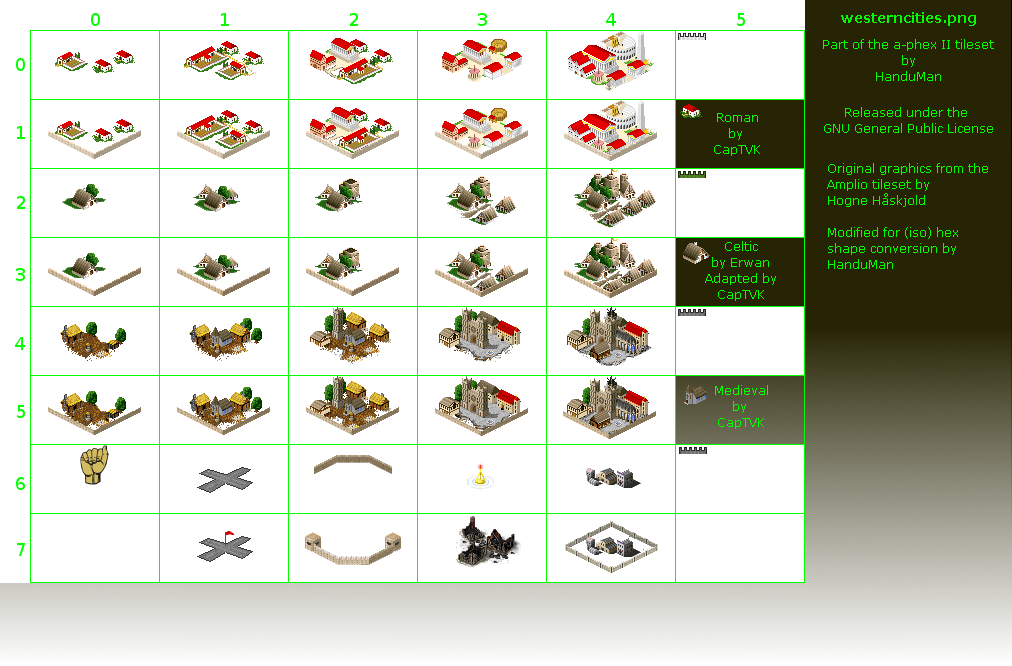 0 1 2 3 4 5
westerncities.png
Part of the a-phex II tileset
by
HanduMan
Released under the
GNU General Public License
Original graphics from the
Amplio tileset by
Hogne Håskjold
Modified for (iso) hex
shape conversion by
HanduMan
0
1
Roman
by
CapTVK
2
3
Celtic
by Erwan
Adapted by
CapTVK
4
5
Medieval
by
CapTVK
6
7